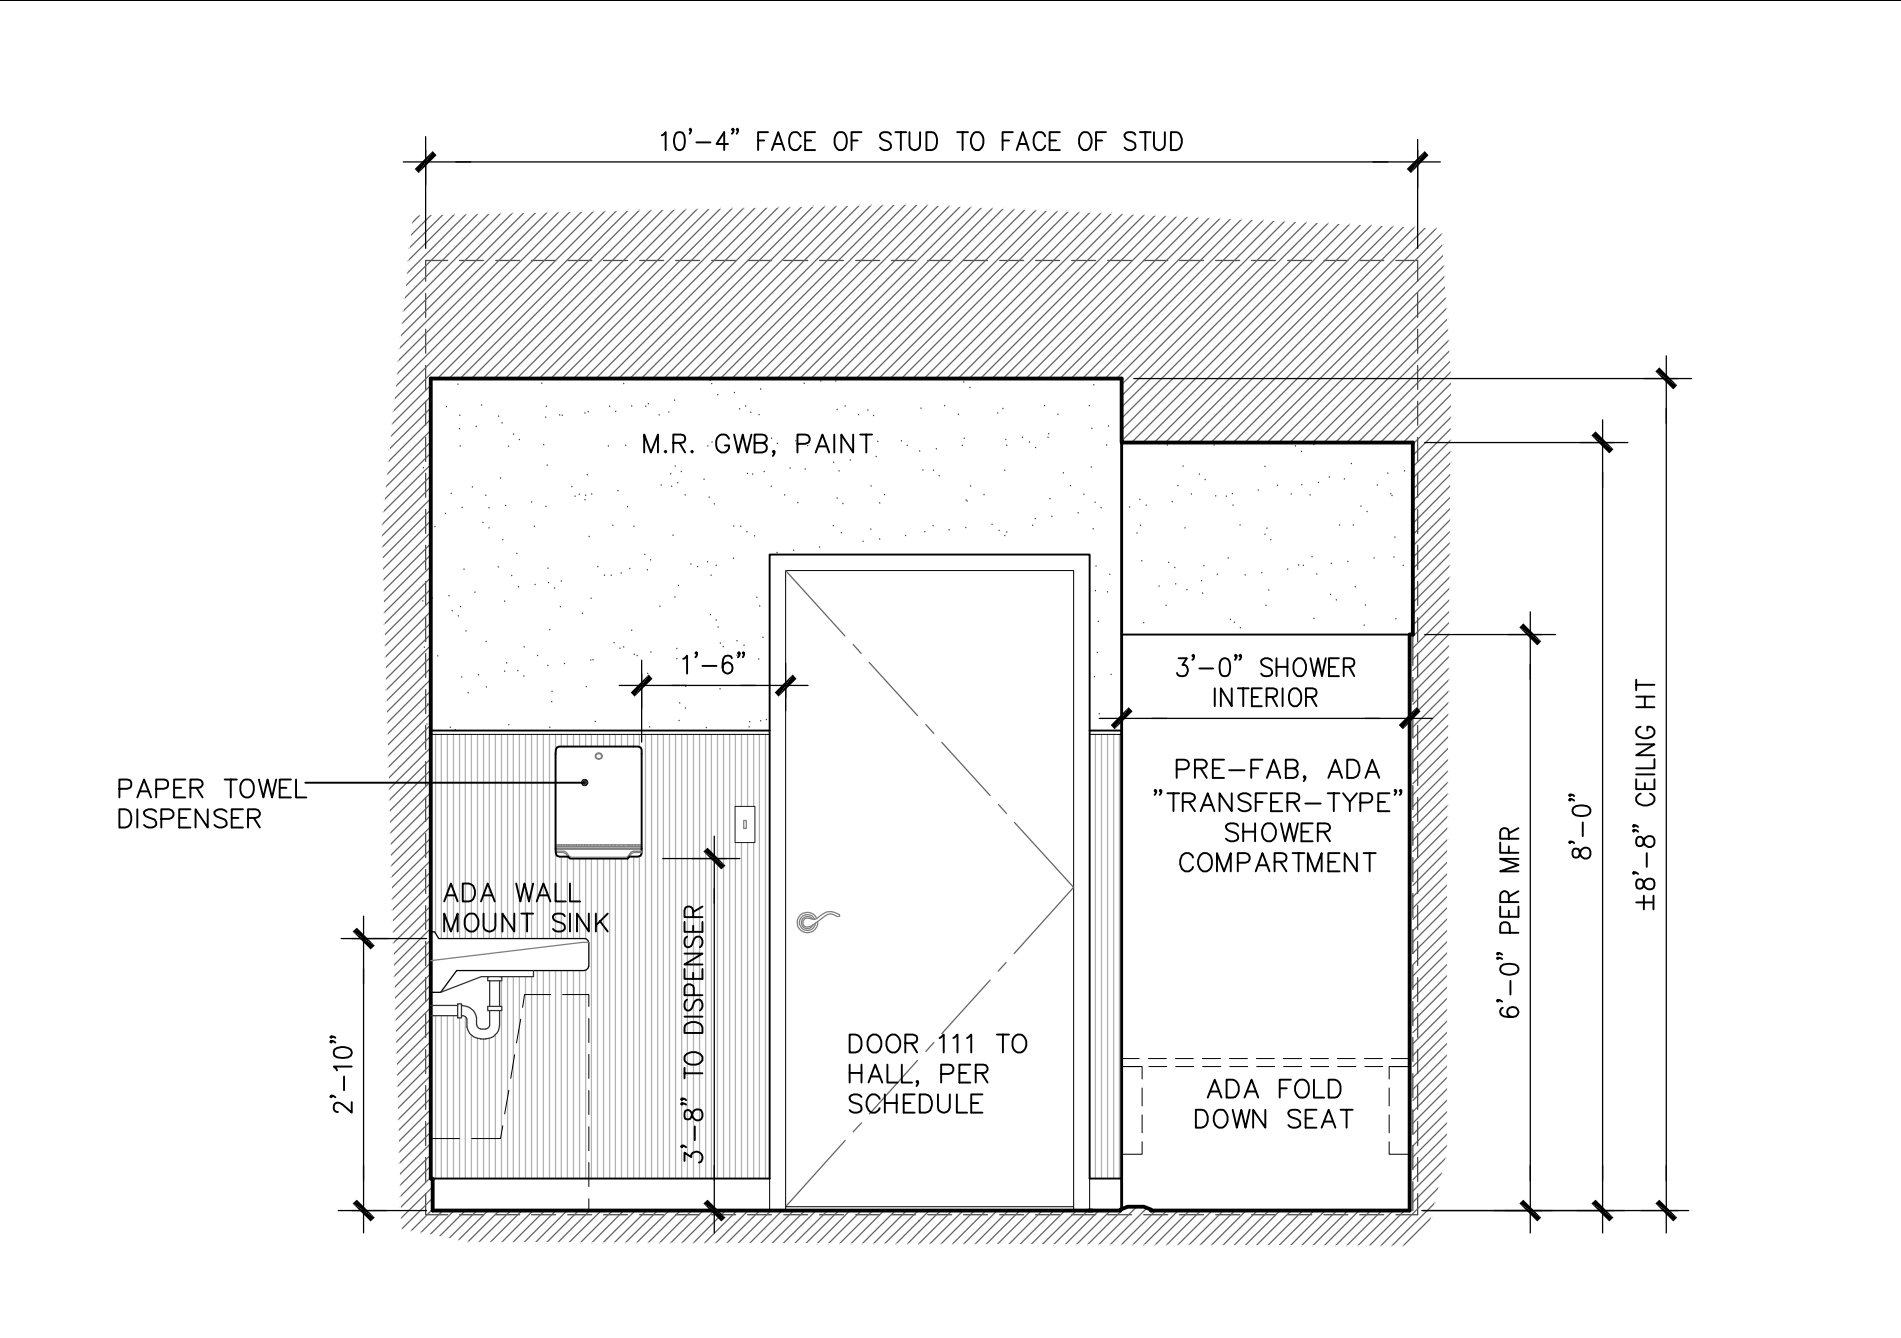 10'-4" FACE OF STUD TO FACE OF STUD
M.R. GWB, PAINT
1'-6"
3'-0" SHOWER
INTERIOR
PAPER TOWEL
DISPENSER
PRE-FAB, ADA
"TRANSFER-TYPE"
SHOWER
COMPARTMENT
ADA WALL
MOUNT SINK
2'-10"
3'-8" TO DISPENSER
DOOR 111 TO
HALL, PER
SCHEDULE
ADA FOLD
DOWN SEAT
6'-0" PER MFR
8'-0"
±8'-8" CEILNG HT